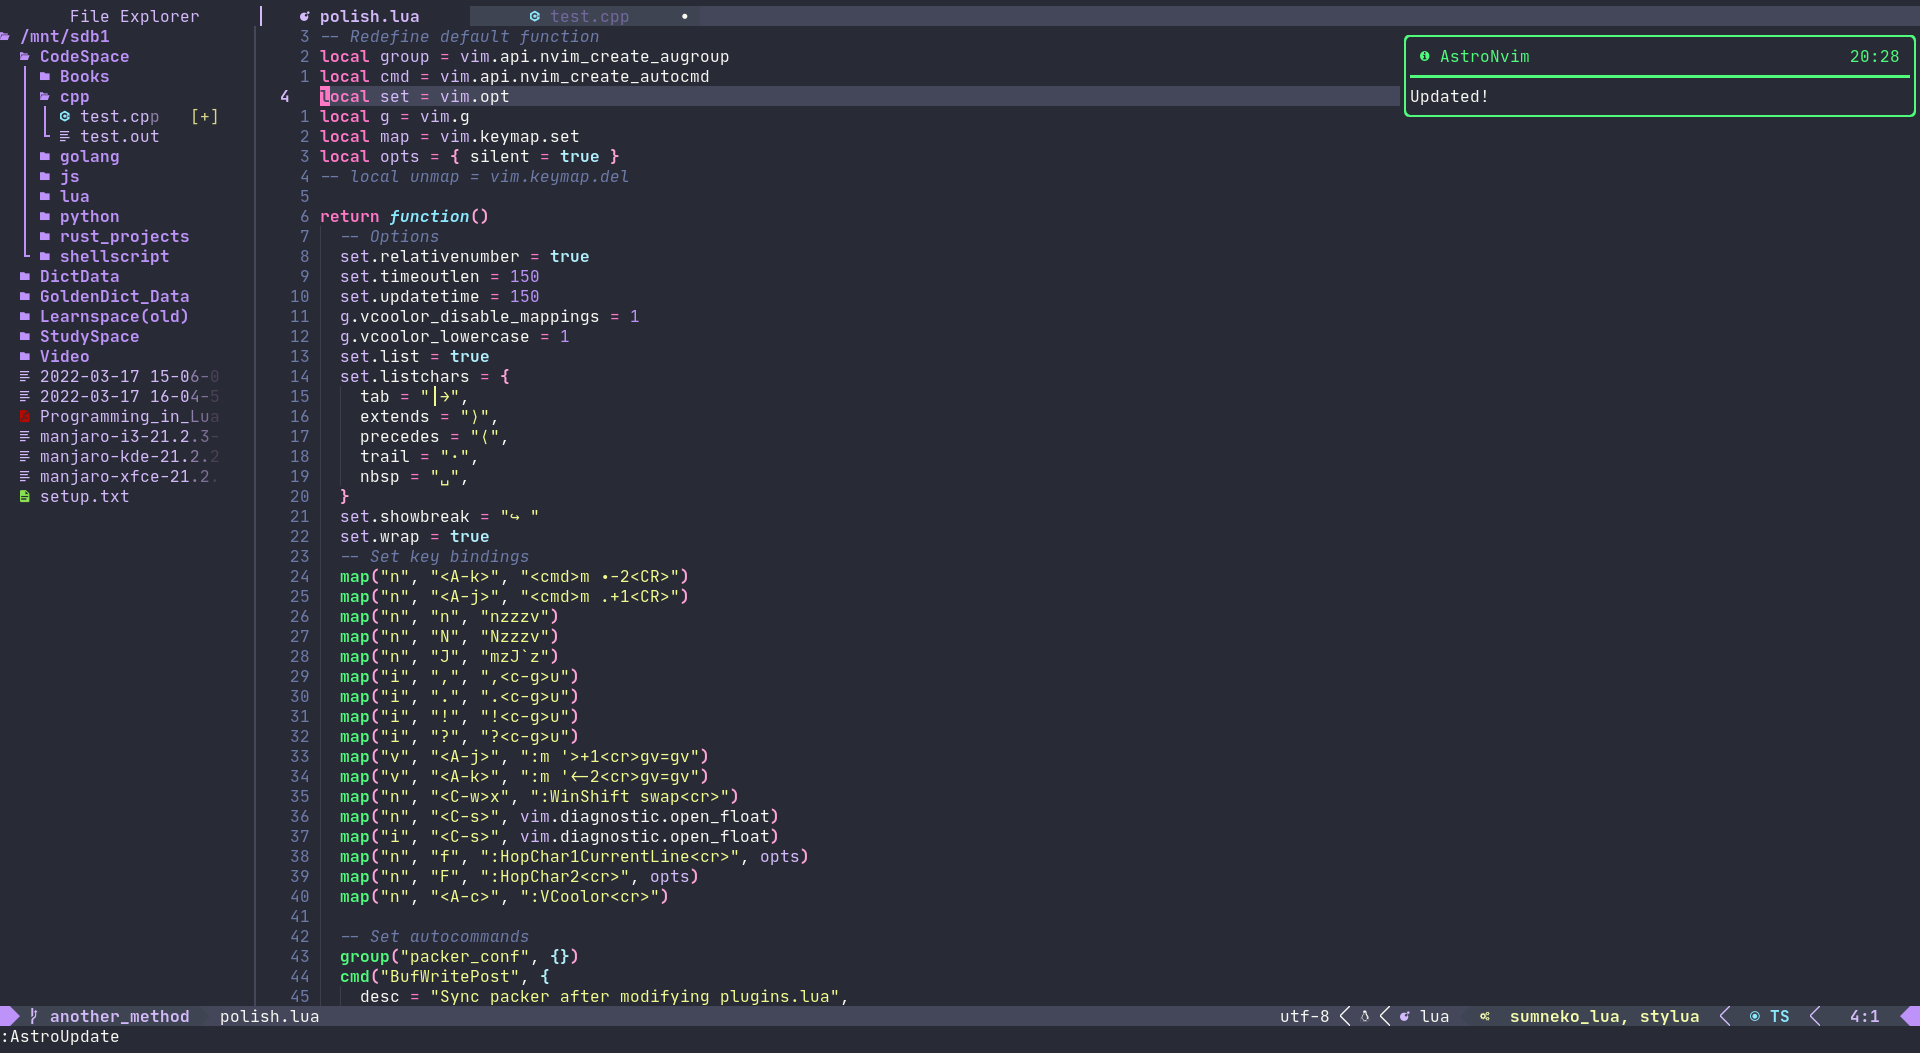 File Explorer
/mnt/sdb1
CodeSpace
Books
cpp
test.cpp [+]
test.out
golang
js
lua
python
rust_projects
shellscript
DictData
GoldenDict_Data
Learnspace(old)
StudySpace
Video
2022-03-17 15-06-0
2022-03-17 16-04-5
Programming_in_Lua
manjaro-i3-21.2.3-
manjaro-kde-21.2.2
manjaro-xfce-21.2.
setup.txt
polish.lua test.cpp •
3 -- Redefine default function
2 local group = vim.api.nvim_create_augroup
1 local cmd = vim.api.nvim_create_autocmd
4 local set = vim.opt
1 local g = vim.g
2 local map = vim.keymap.set
3 local opts = { silent = true }
4 -- local unmap = vim.keymap.del
5
6 return function()
7 -- Options
8 set.relativenumber = true
9 set.timeoutlen = 150
10 set.updatetime = 150
11 g.vcoolor_disable_mappings = 1
12 g.vcoolor_lowercase = 1
13 set.list = true
14 set.listchars = {
15 tab = "│→",
16 extends = "⟩",
17 precedes = "⟨",
18 trail = "·",
19 nbsp = "␣",
20 }
21 set.showbreak = "↪ "
22 set.wrap = true
23 -- Set key bindings
24 map("n", "<A-k>", "<cmd>m .-2<CR>")
25 map("n", "<A-j>", "<cmd>m .+1<CR>")
26 map("n", "n", "nzzzv")
27 map("n", "N", "Nzzzv")
28 map("n", "J", "mzJ`z")
29 map("i", ",", ",<c-g>u")
30 map("i", ".", ".<c-g>u")
31 map("i", "!", "!<c-g>u")
32 map("i", "?", "?<c-g>u")
33 map("v", "<A-j>", ":m '>+1<cr>gv=gv")
34 map("v", "<A-k>", ":m '<-2<cr>gv=gv")
35 map("n", "<C-w>x", ":WinShift swap<cr>")
36 map("n", "<C-s>", vim.diagnostic.open_float)
37 map("i", "<C-s>", vim.diagnostic.open_float)
38 map("n", "f", ":HopChar1CurrentLine<cr>", opts)
39 map("n", "F", ":HopChar2<cr>", opts)
40 map("n", "<A-c>", ":VCoolor<cr>")
41
42 -- Set autocommands
43 group("packer_conf", {})
44 cmd("BufWritePost", {
45 desc = "Sync packer after modifying plugins.lua",
AstroNvim 20:28
Updated!
another_method polish.lua utf-8 lua sumneko_lua, stylua TS 4:1
:AstroUpdate